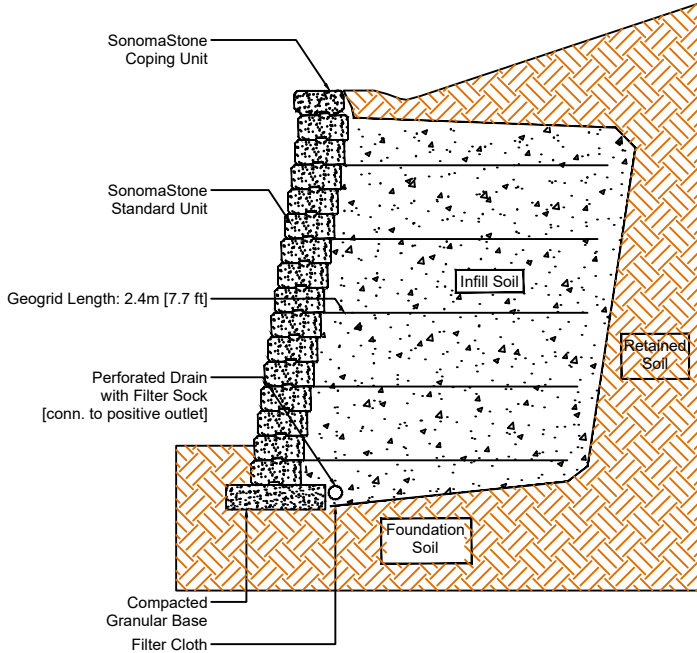 SonomaStone
Coping Unit
SonomaStone
Standard Unit
Infill Soil
Geogrid Length: 2.4m [7.7 ft]
Retained
Soil
Perforated Drain
with Filter Sock
[conn. to positive outlet]
Foundation
Soil
Compacted
Granular Base
Filter Cloth